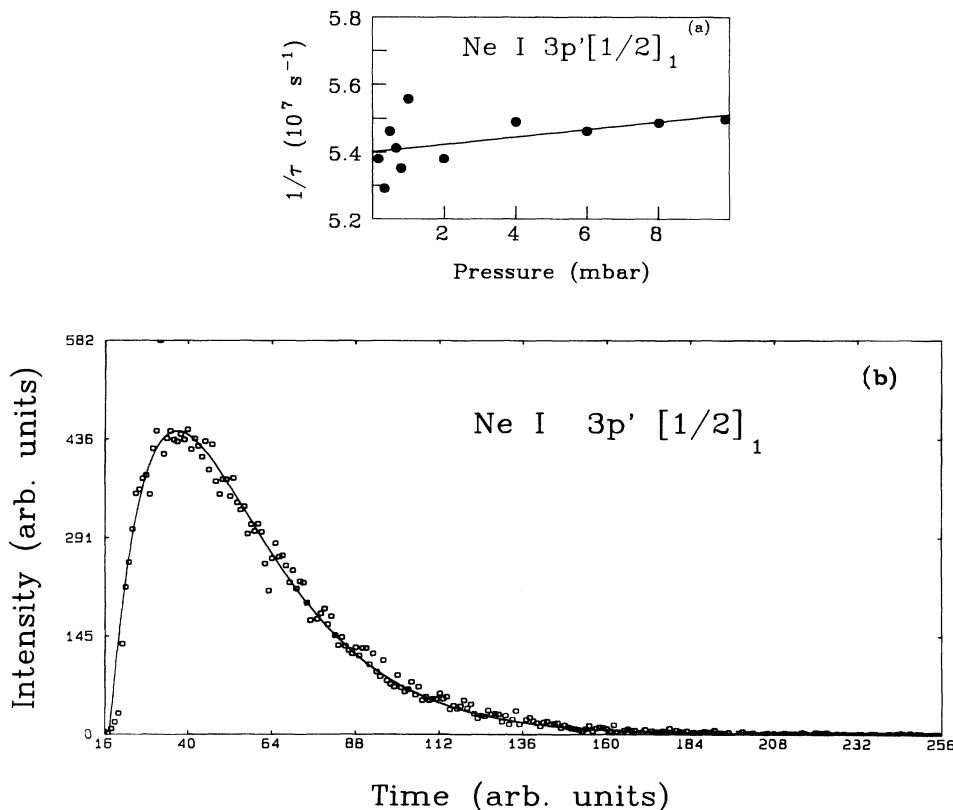 (a)
Ne I 3p'[1/2]₁
1/τ (10⁷ s⁻¹)
5.8
5.6
5.4
5.2
2 4 6 8
Pressure (mbar)
(b)
Ne I 3p' [1/2]₁
Intensity (arb. units)
582
436
291
145
0
16 40 64 88 112 136 160 184 208 232 256
Time (arb. units)